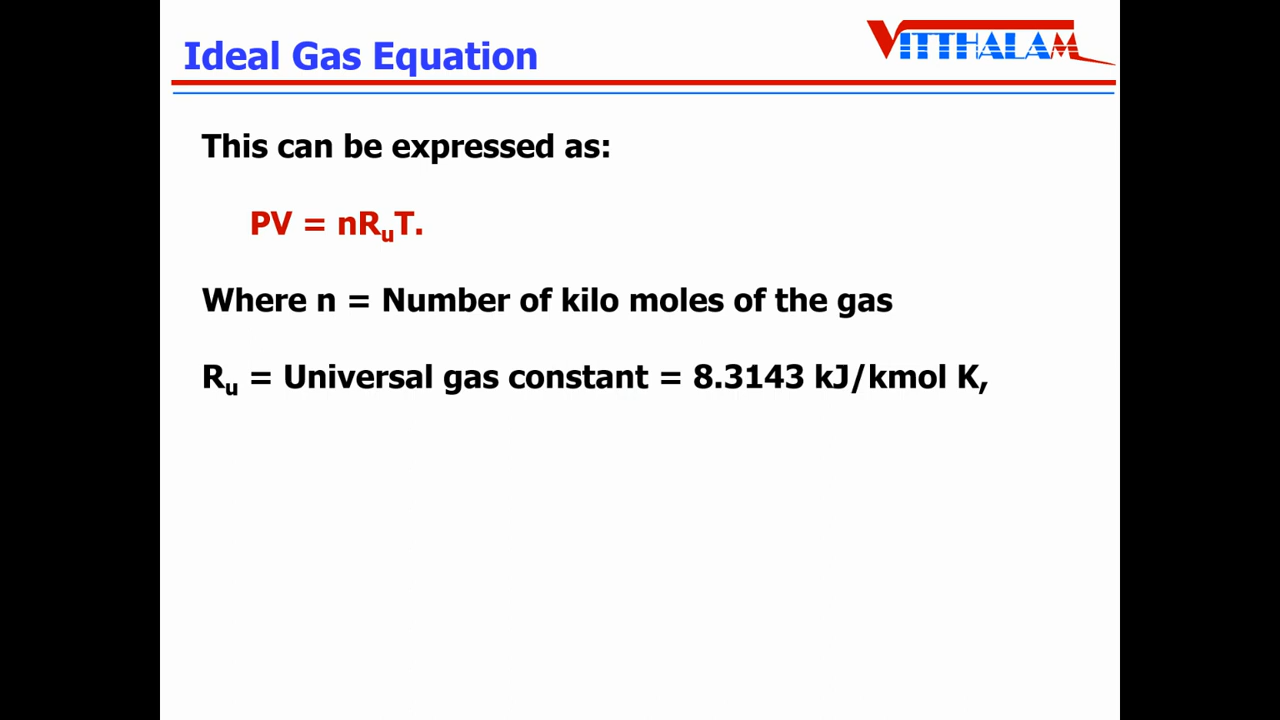 Ideal Gas Equation
VITTHALAM
This can be expressed as:
PV = nRᵤT.
Where n = Number of kilo moles of the gas
Rᵤ = Universal gas constant = 8.3143 kJ/kmol K,